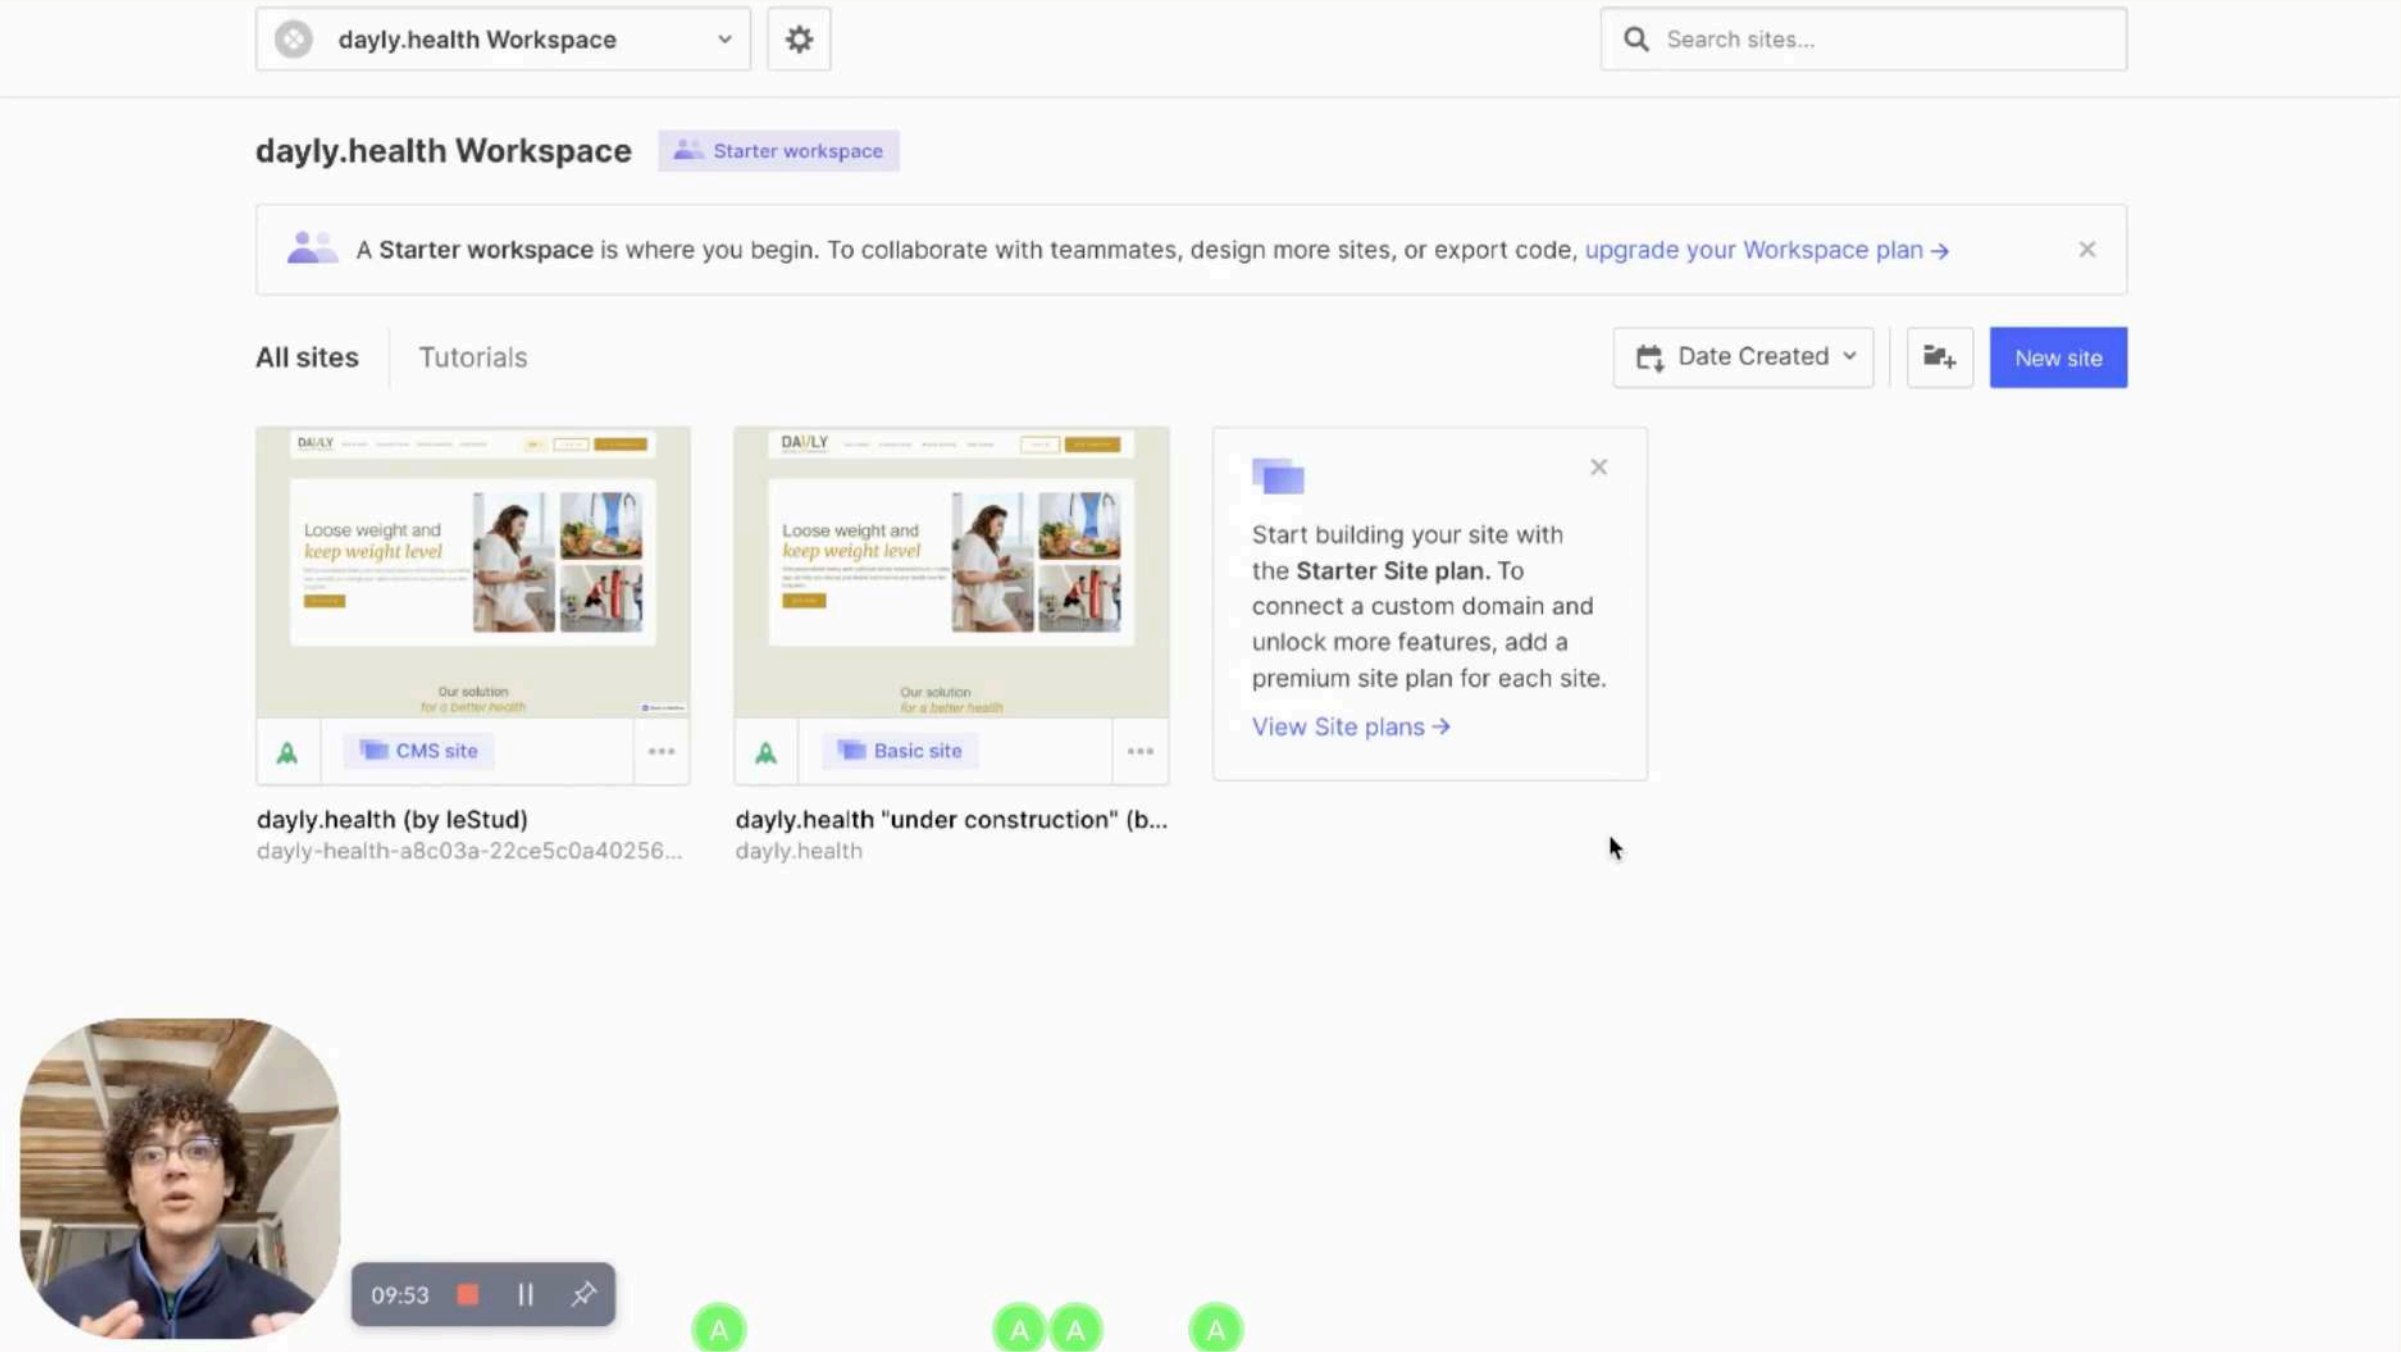 dayly.health Workspace
Search sites...
dayly.health Workspace
Starter workspace
A Starter workspace is where you begin. To collaborate with teammates, design more sites, or export code, upgrade your Workspace plan →
All sites
Tutorials
Date Created
New site
DAYLY
Loose weight and
keep weight level
Our solution
for a better health
CMS site
dayly.health (by leStud)
dayly-health-a8c03a-22ce5c0a40256...
DAYLY
Loose weight and
keep weight level
Our solution
for a better health
Basic site
dayly.health "under construction" (b...
dayly.health
Start building your site with
the Starter Site plan. To
connect a custom domain and
unlock more features, add a
premium site plan for each site.
View Site plans →
09:53
A
A
A
A